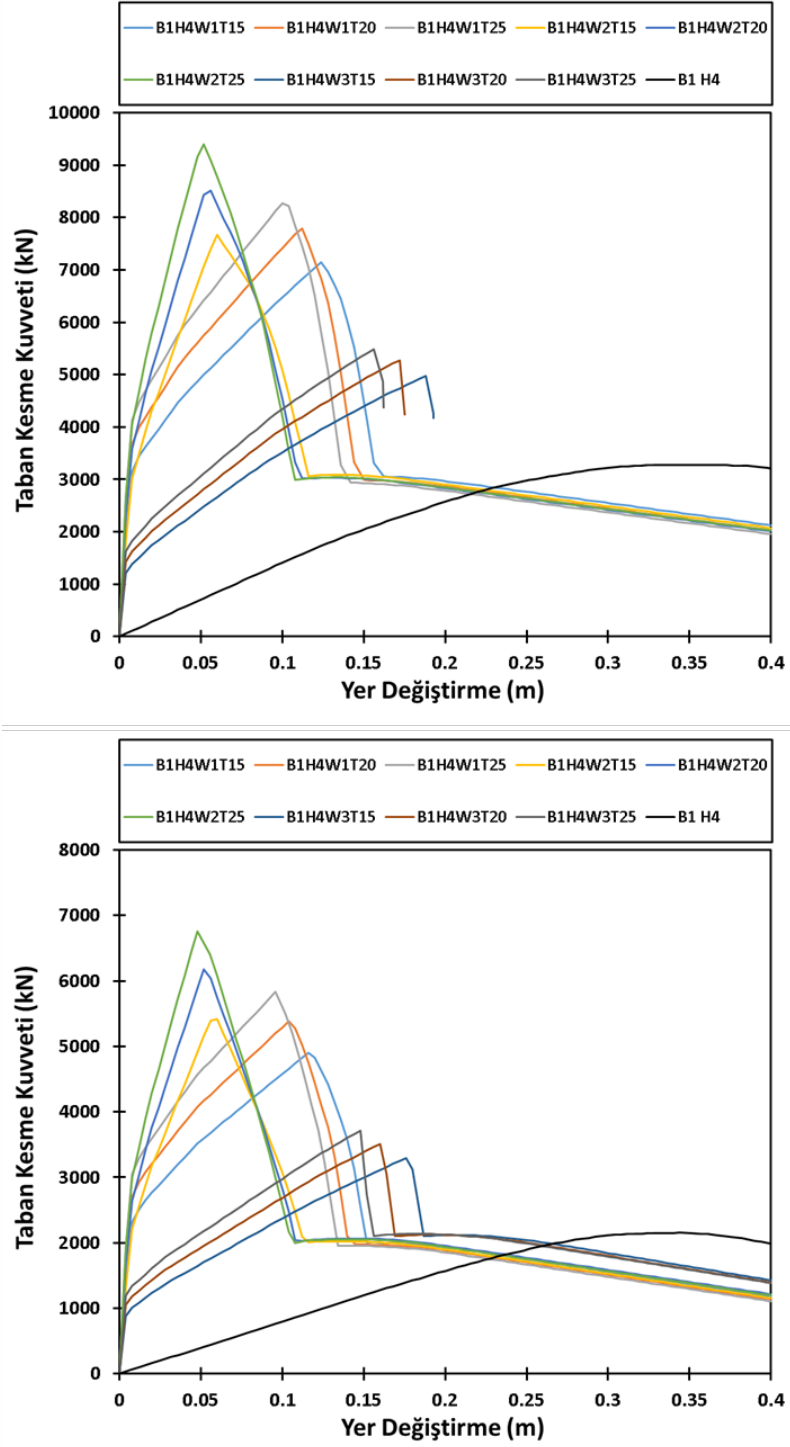 B1H4W1T15 B1H4W1T20 B1H4W1T25 B1H4W2T15 B1H4W2T20
B1H4W2T25 B1H4W3T15 B1H4W3T20 B1H4W3T25 B1 H4
10000
9000
8000
7000
6000
5000
4000
3000
2000
1000
0
Taban Kesme Kuvveti (kN)
0 0.05 0.1 0.15 0.2 0.25 0.3 0.35 0.4
Yer Değiştirme (m)
B1H4W1T15 B1H4W1T20 B1H4W1T25 B1H4W2T15 B1H4W2T20
B1H4W2T25 B1H4W3T15 B1H4W3T20 B1H4W3T25 B1 H4
8000
7000
6000
5000
4000
3000
2000
1000
0
Taban Kesme Kuvveti (kN)
0 0.05 0.1 0.15 0.2 0.25 0.3 0.35 0.4
Yer Değiştirme (m)